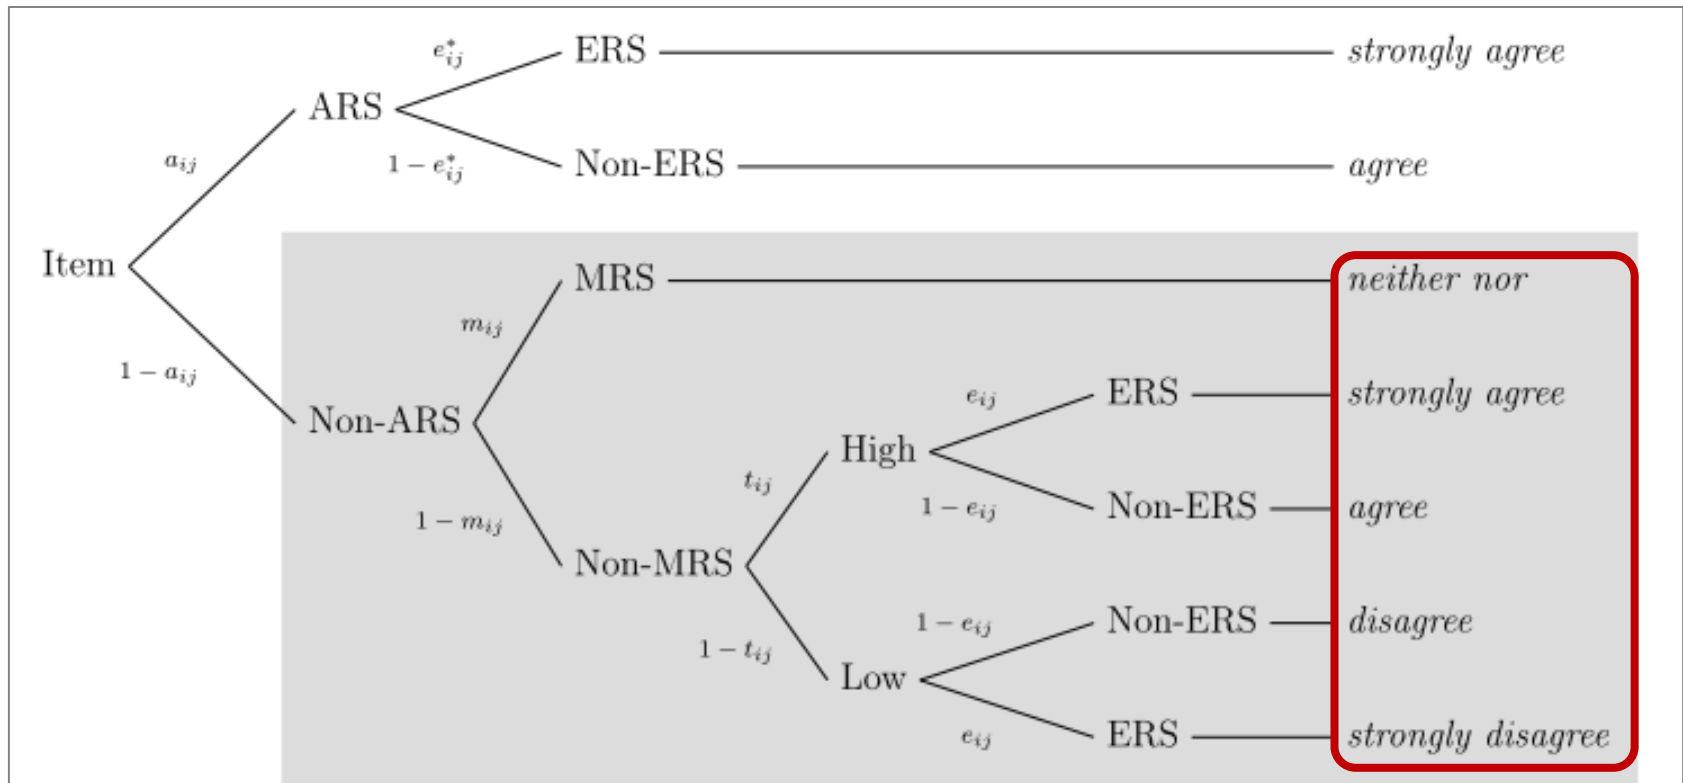 e*ij ERS strongly agree
ARS
aij 1 − e*ij Non-ERS agree
Item MRS neither nor
mij
1 − aij eij ERS strongly agree
Non-ARS High
tij 1 − eij Non-ERS agree
1 − mij
Non-MRS
1 − eij Non-ERS disagree
1 − tij
Low
eij ERS strongly disagree